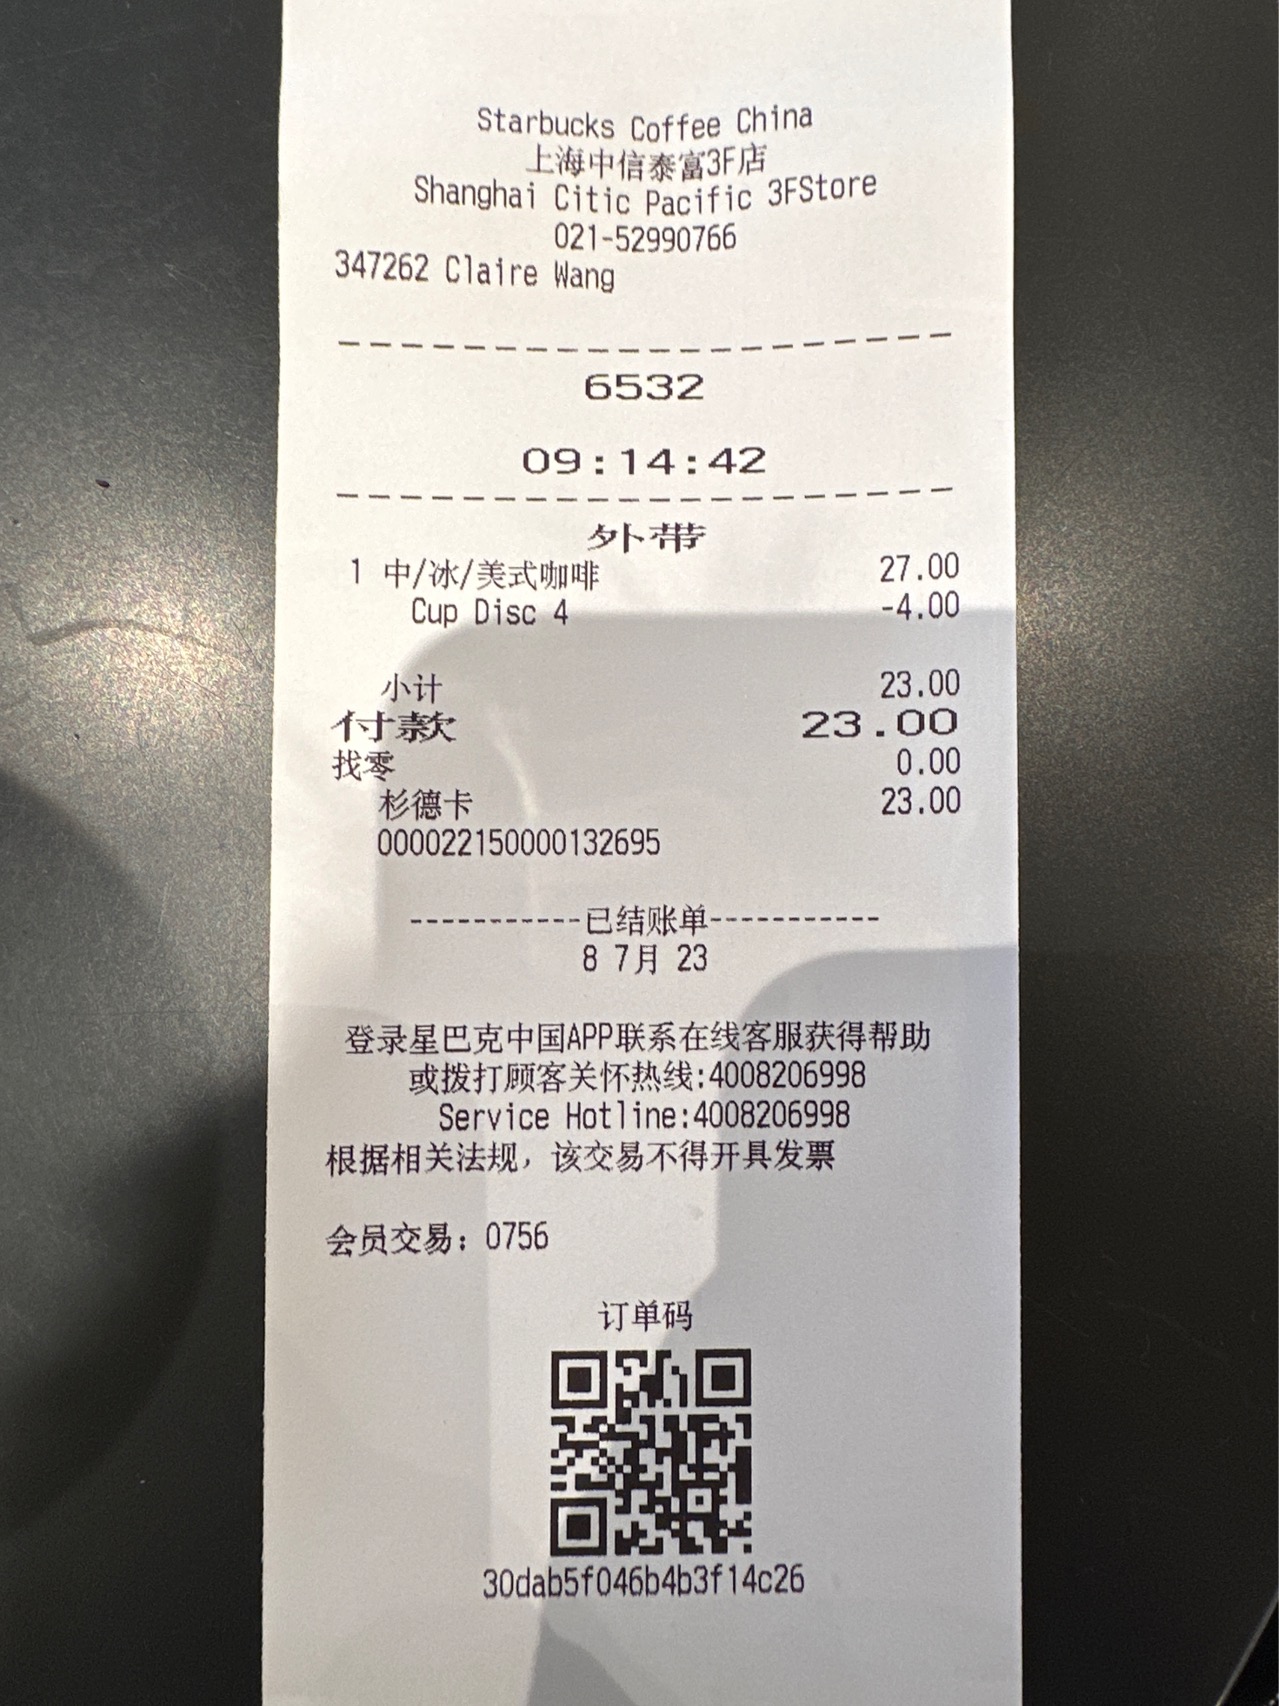 Starbucks Coffee China
上海中信泰富3F店
Shanghai Citic Pacific 3FStore
021-52990766
347262 Claire Wang
6532
09:14:42
外带
1 中/冰/美式咖啡 27.00
Cup Disc 4 -4.00
小计 23.00
付款 23.00
找零 0.00
杉德卡 23.00
000022150000132695
-----------已结账单-----------
8 7月 23
登录星巴克中国APP联系在线客服获得帮助
或拨打顾客关怀热线:4008206998
Service Hotline:4008206998
根据相关法规，该交易不得开具发票
会员交易：0756
订单码
30dab5f046b4b3f14c26